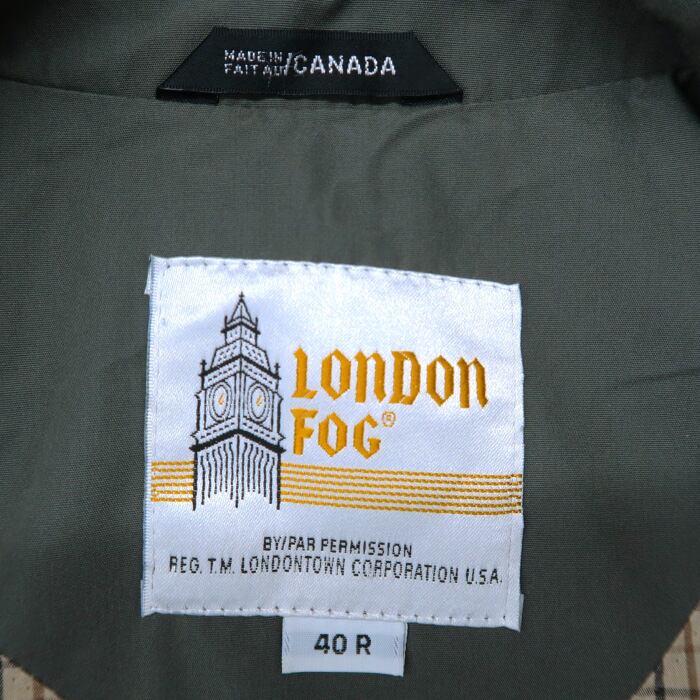 MADE IN
FAIT AU/CANADA
LONDON
FOG®
BY/PAR PERMISSION
REG. T.M. LONDONTOWN CORPORATION U.S.A.
40 R